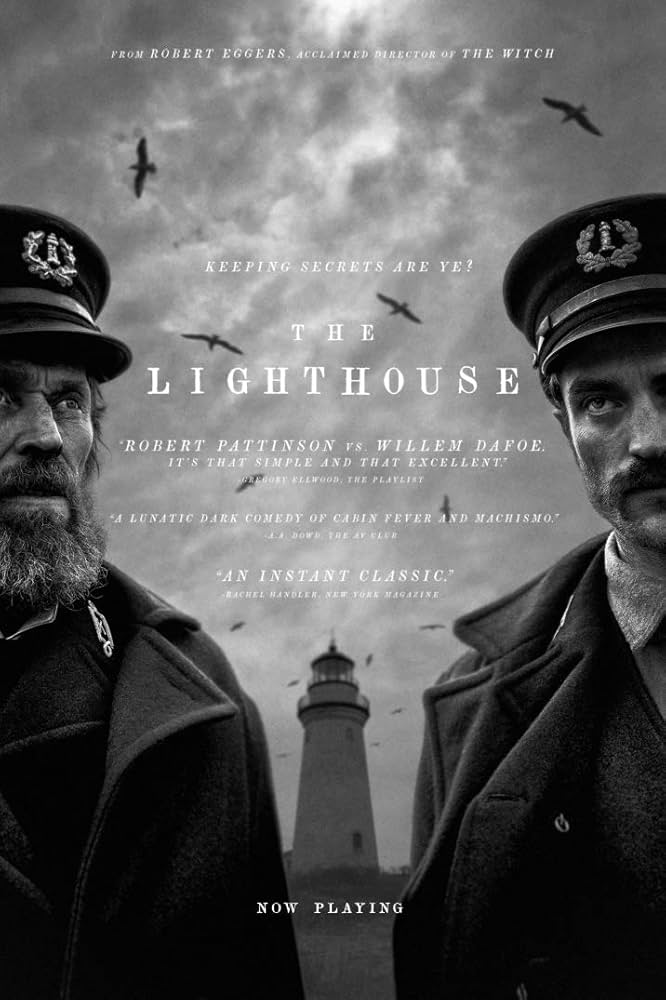 FROM ROBERT EGGERS, ACCLAIMED DIRECTOR OF THE WITCH
KEEPING SECRETS ARE YE?
THE
LIGHTHOUSE
"ROBERT PATTINSON VS. WILLEM DAFOE.
IT'S THAT SIMPLE AND THAT EXCELLENT."
-GREGORY ELLWOOD, THE PLAYLIST
"A LUNATIC DARK COMEDY OF CABIN FEVER AND MACHISMO."
-A.A. DOWD, THE AV CLUB
"AN INSTANT CLASSIC."
-RACHEL HANDLER, NEW YORK MAGAZINE
NOW PLAYING